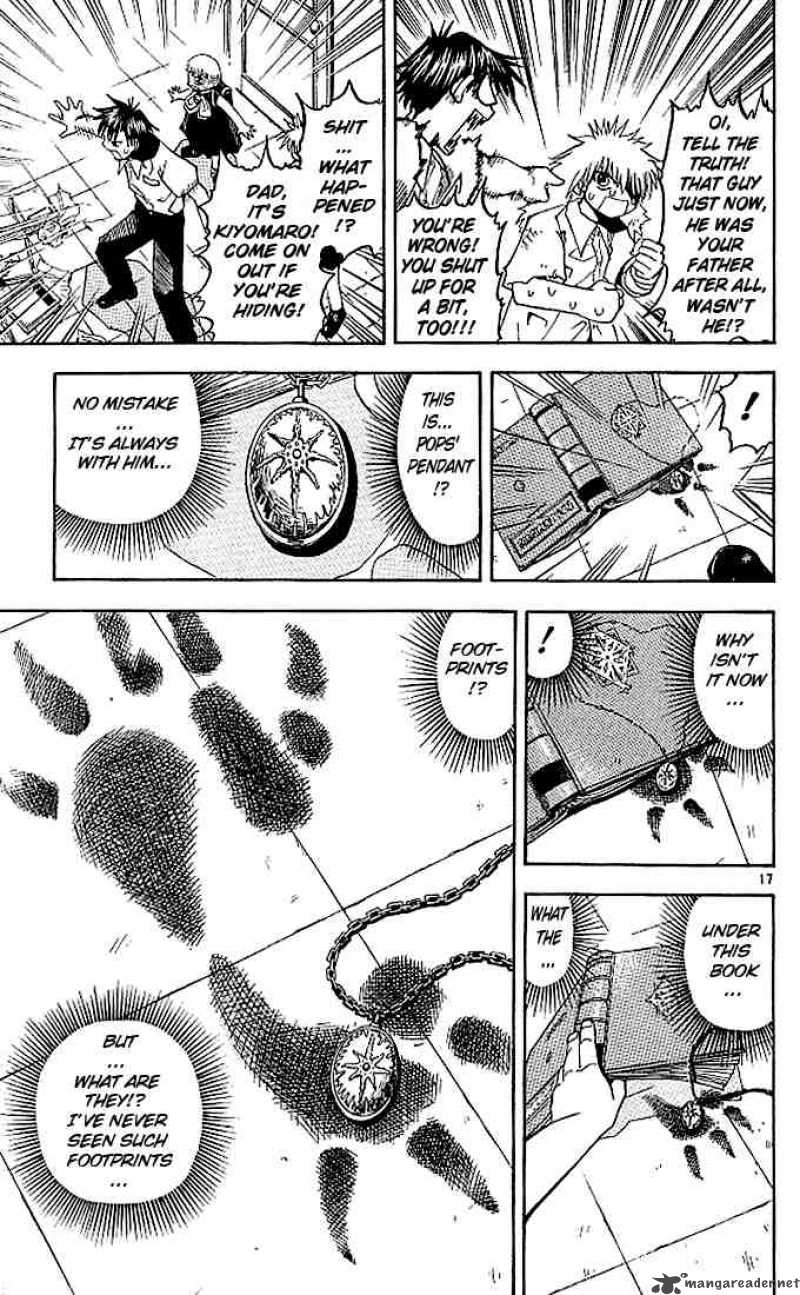 OI,
TELL THE
TRUTH!
THAT GUY
JUST NOW,
HE WAS
YOUR
FATHER
AFTER ALL,
WASN'T
HE!?
YOU'RE
WRONG!
YOU SHUT
UP FOR
A BIT,
TOO!!!
SHIT
...
WHAT
HAP-
PENED
!?
DAD,
IT'S
KIYOMARO!
COME ON
OUT IF
YOU'RE
HIDING!
!
THIS
IS...
POPS'
PENDANT
!?
NO MISTAKE
...
IT'S ALWAYS
WITH HIM...
WHY
ISN'T
IT NOW
...
!
17
UNDER
THIS
BOOK
...
WHAT
THE
...
FOOT-
PRINTS
!?
BUT
...
WHAT ARE
THEY!?
I'VE NEVER
SEEN SUCH
FOOTPRINTS
...
mangareader.net